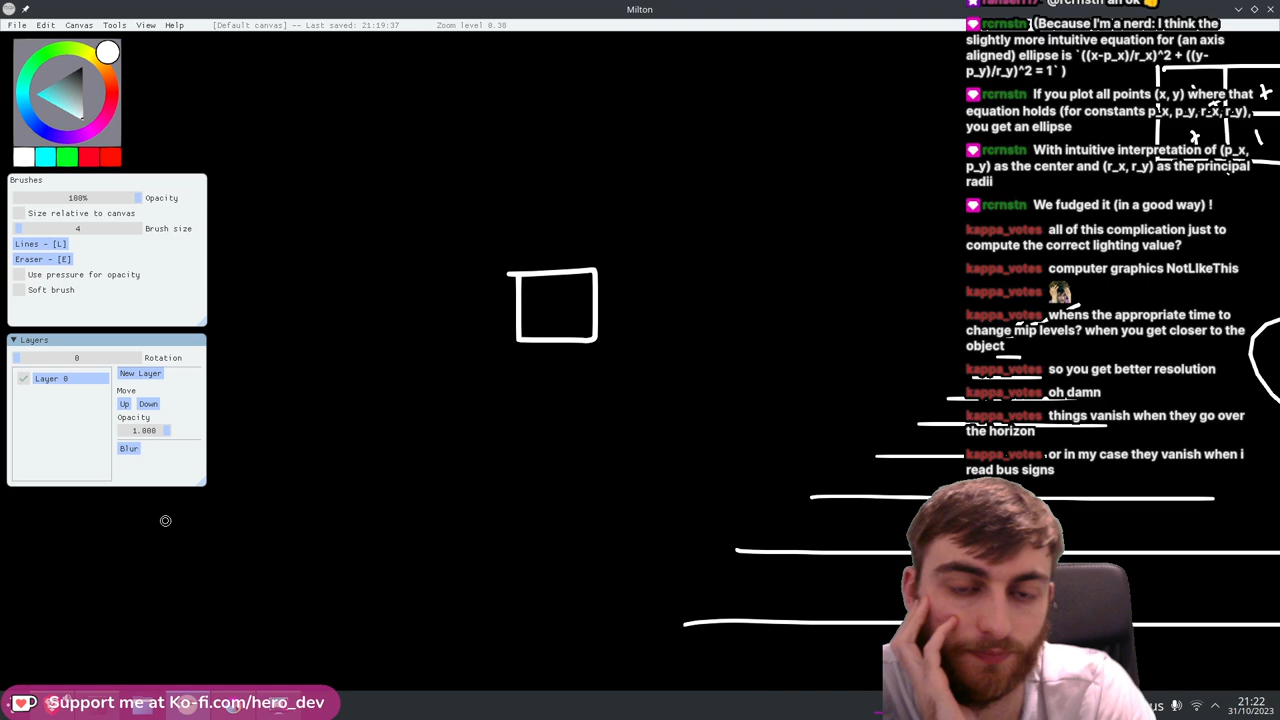 Milton
File Edit Canvas Tools View Help [Default canvas] -- Last saved: 21:19:37 Zoom level 0.38
Brushes
100% Opacity
Size relative to canvas
4 Brush size
Lines - [L]
Eraser - [E]
Use pressure for opacity
Soft brush
Layers
0 Rotation
Layer 0
New Layer
Move
Up Down
Opacity
1.000
Blur
rcrnstn (Because I'm a nerd: I think the
slightly more intuitive equation for (an axis
aligned) ellipse is `((x-p_x)/r_x)^2 + ((y-
p_y)/r_y)^2 = 1` )
rcrnstn If you plot all points (x, y) where that
equation holds (for constants p_x, p_y, r_x, r_y),
you get an ellipse
rcrnstn With intuitive interpretation of (p_x,
p_y) as the center and (r_x, r_y) as the principal
radii
rcrnstn We fudged it (in a good way) !
kappa_votes all of this complication just to
compute the correct lighting value?
kappa_votes computer graphics NotLIkeThis
kappa_votes
kappa_votes whens the appropriate time to
change mip levels? when you get closer to the
object
kappa_votes so you get better resolution
kappa_votes oh damn
kappa_votes things vanish when they go over
the horizon
kappa_votes or in my case they vanish when i
read bus signs
Support me at Ko-fi.com/hero_dev
US
21:22
31/10/2023